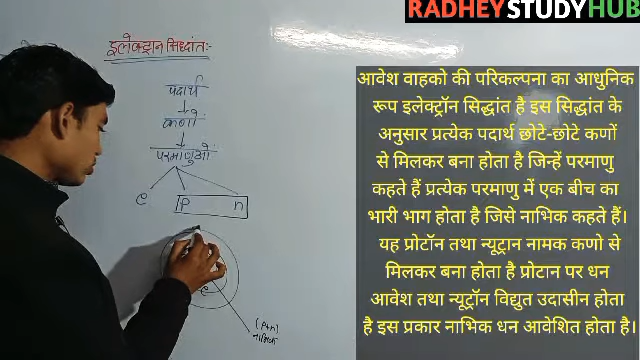 RADHEYSTUDYHUB
इलेक्ट्रान सिद्धांतः-
पदार्थ
कणो
परमाणुओं
e P n
e
(P+n)
नाभिक
आवेश वाहको की परिकल्पना का आधुनिक
रूप इलेक्ट्रॉन सिद्धांत है इस सिद्धांत के
अनुसार प्रत्येक पदार्थ छोटे-छोटे कणों
से मिलकर बना होता है जिन्हें परमाणु
कहते हैं प्रत्येक परमाणु में एक बीच का
भारी भाग होता है जिसे नाभिक कहते हैं।
यह प्रोटॉन तथा न्यूट्रान नामक कणो से
मिलकर बना होता है प्रोटान पर धन
आवेश तथा न्यूट्रॉन विद्युत उदासीन होता
है इस प्रकार नाभिक धन आवेशित होता है।